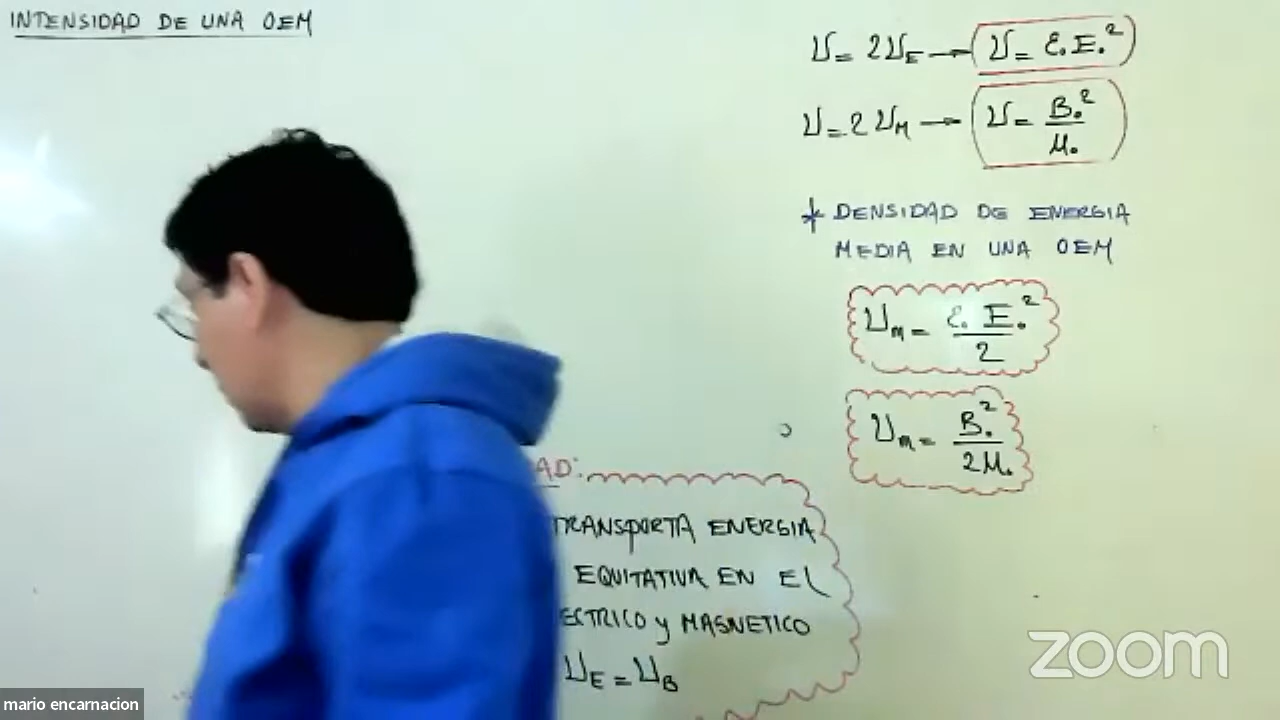 INTENSIDAD DE UNA OEM
U = 2U_E → U = ε₀E₀²
U = 2U_M → U = B₀²/μ₀
* DENSIDAD DE ENERGIA
MEDIA EN UNA OEM
U_m = ε₀E₀²/2
U_m = B₀²/2μ₀
AD:
TRANSPORTA ENERGIA
EQUITATIVA EN EL
ECTRICO y MAGNETICO
U_E = U_B
zoom
mario encarnacion